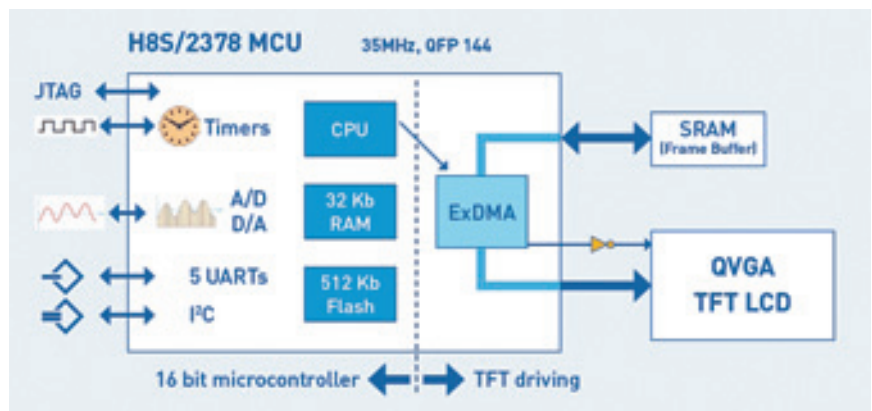 H8S/2378 MCU
35MHz, QFP 144
JTAG
Timers
CPU
SRAM
(Frame Buffer)
A/D
D/A
32 Kb
RAM
ExDMA
5 UARTs
I²C
512 Kb
Flash
QVGA
TFT LCD
16 bit microcontroller
TFT driving